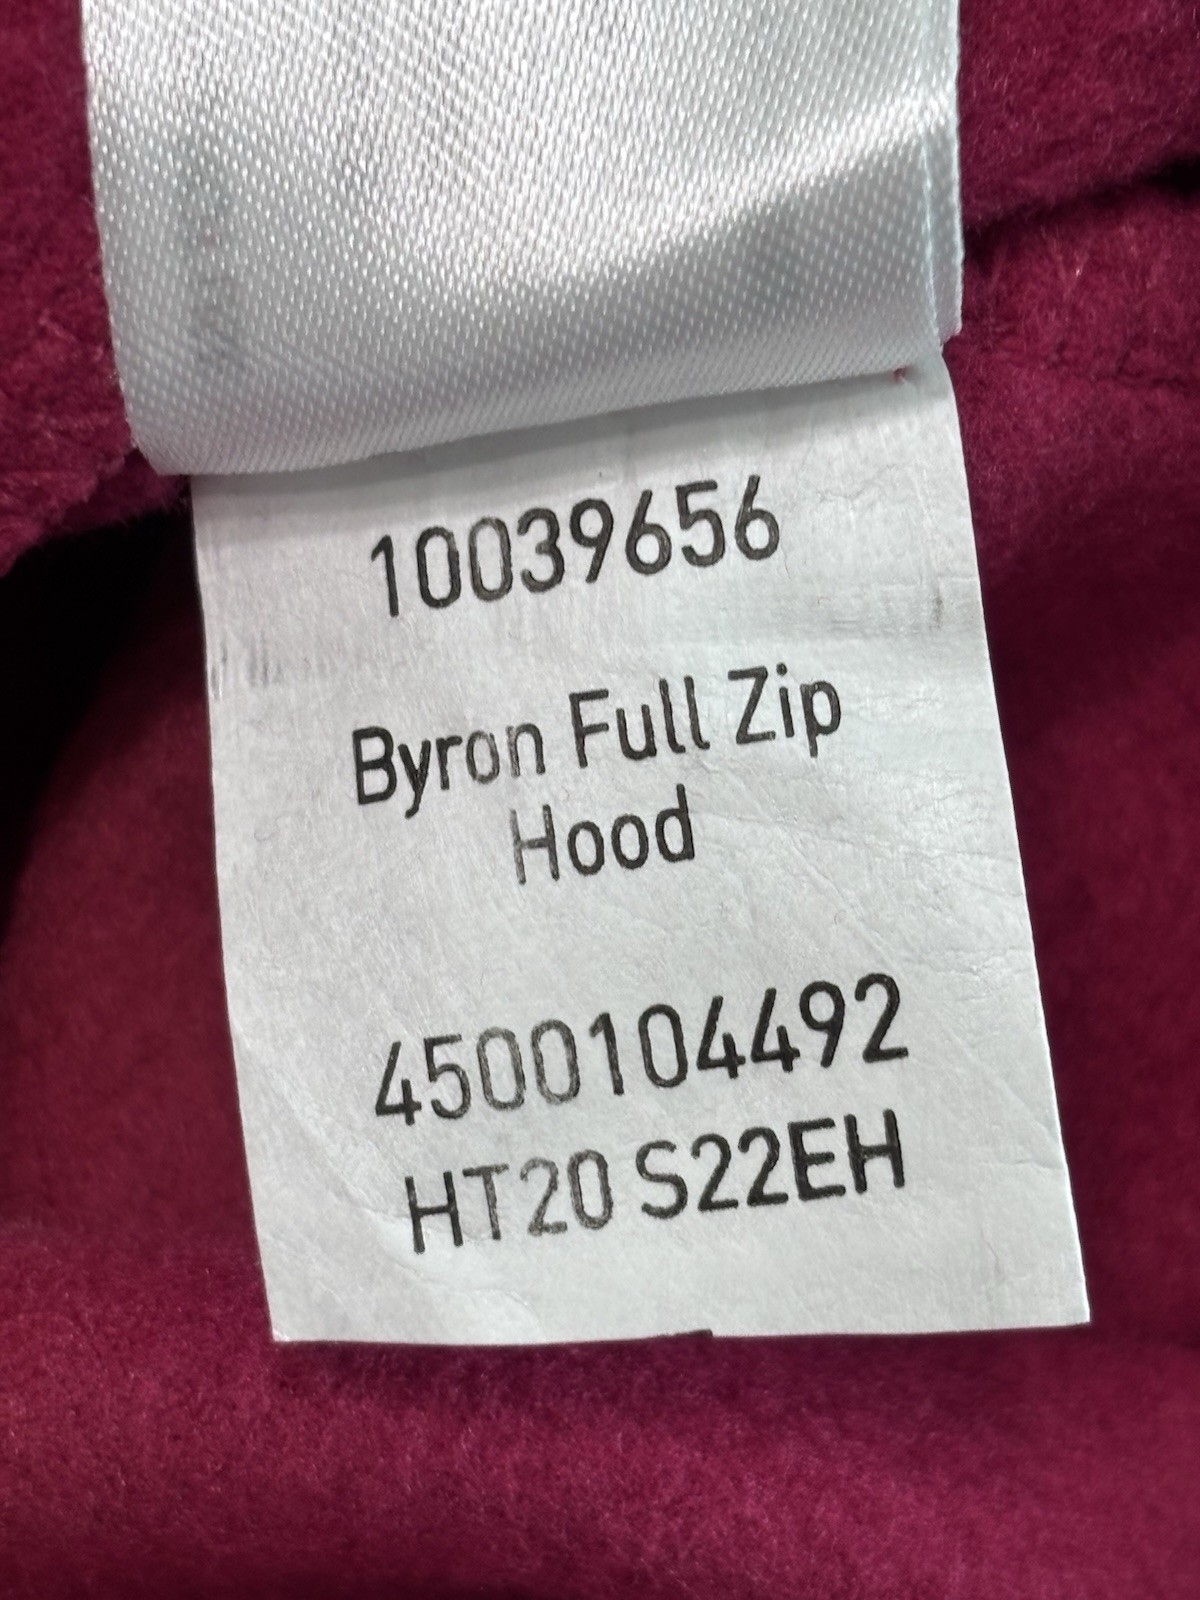 10039656
Byron Full Zip
Hood
4500104492
HT20 S22EH